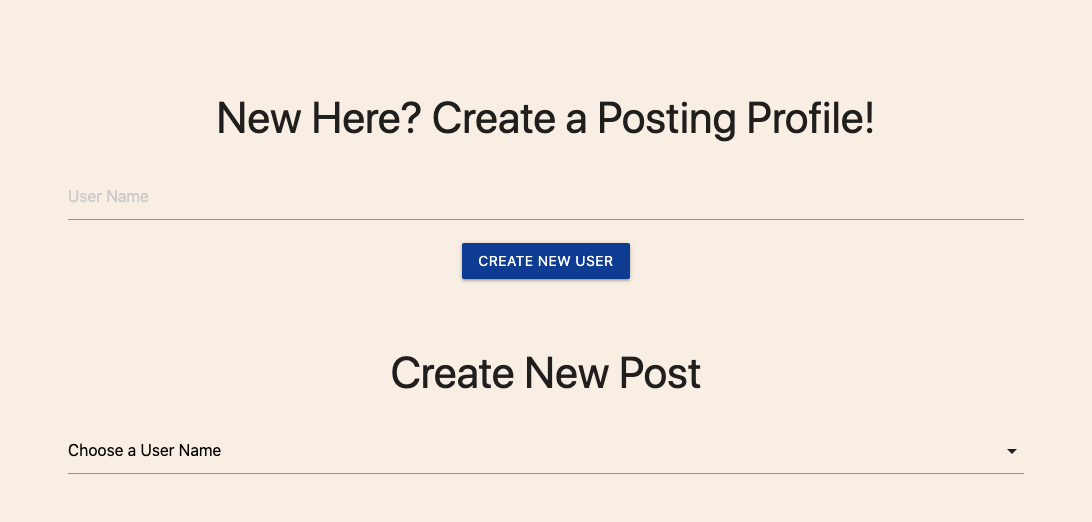 New Here? Create a Posting Profile!
User Name
CREATE NEW USER
Create New Post
Choose a User Name